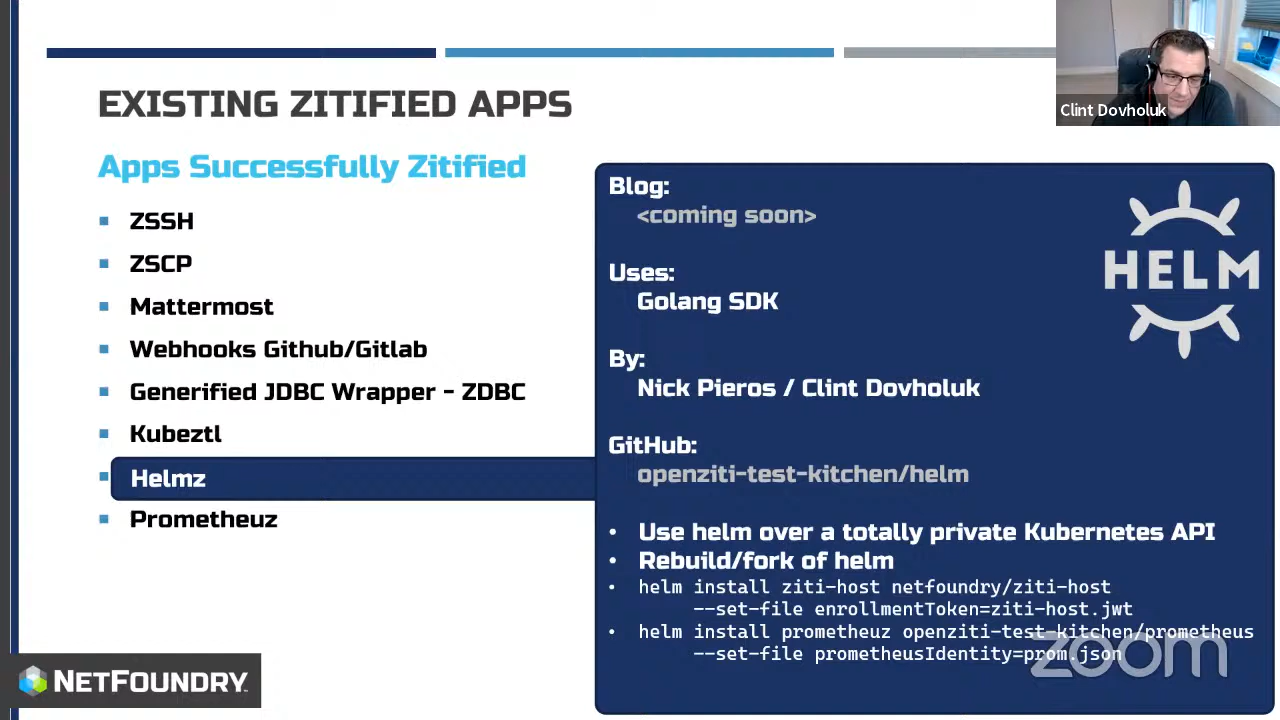 Clint Dovholuk
EXISTING ZITIFIED APPS
Apps Successfully Zitified
ZSSH
ZSCP
Mattermost
Webhooks Github/Gitlab
Generified JDBC Wrapper - ZDBC
Kubeztl
Helmz
Prometheuz
Blog:
<coming soon>
Uses:
Golang SDK
By:
Nick Pieros / Clint Dovholuk
GitHub:
openziti-test-kitchen/helm
HELM
• Use helm over a totally private Kubernetes API
• Rebuild/fork of helm
• helm install ziti-host netfoundry/ziti-host
--set-file enrollmentToken=ziti-host.jwt
• helm install prometheuz openziti-test-kitchen/prometheus
--set-file prometheusIdentity=prom.json
zoom
NETFOUNDRY